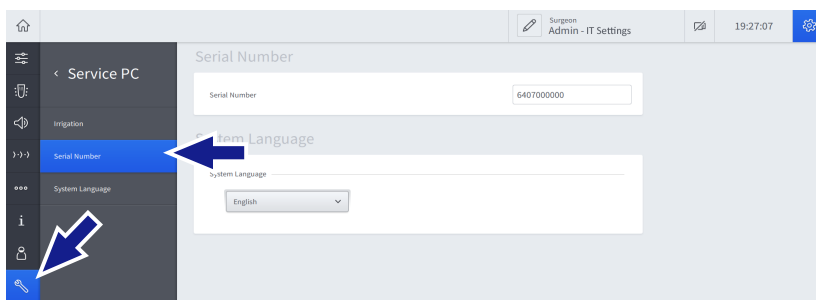 Surgeon
Admin - IT Settings
19:27:07
Service PC
Irrigation
Serial Number
System Language
Serial Number
Serial Number
6407000000
System Language
System Language
English